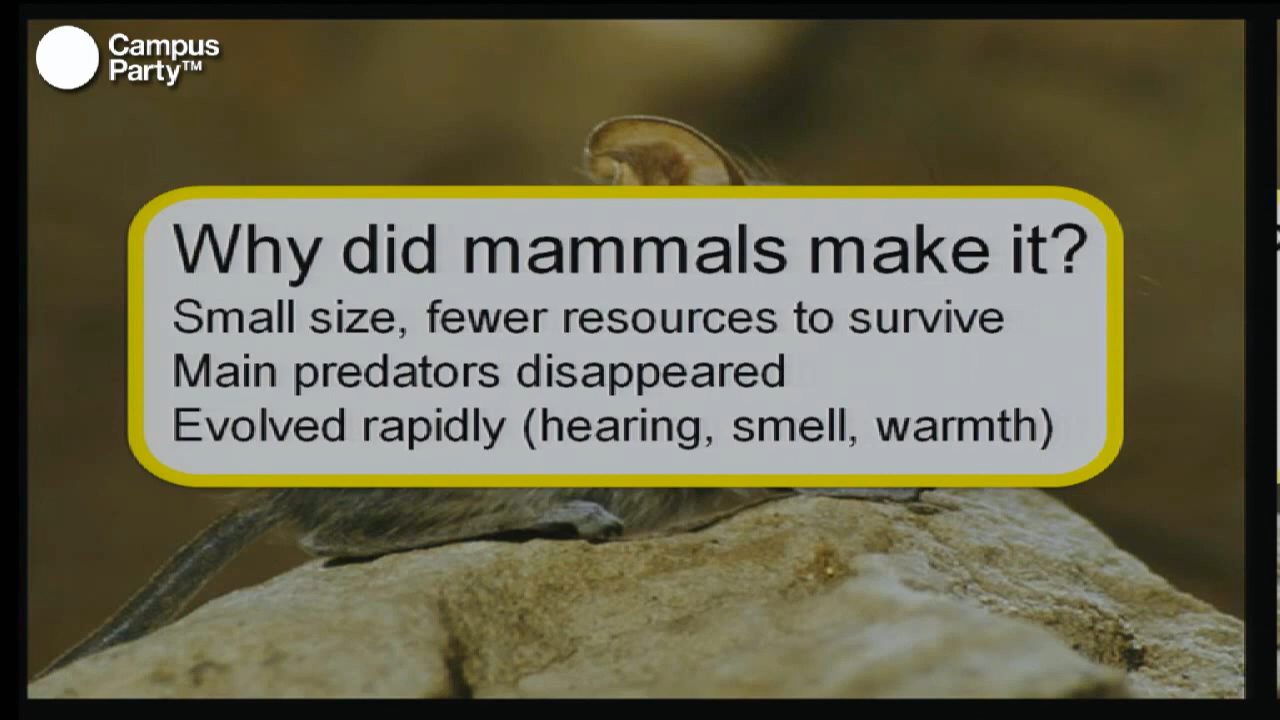 Campus
Party™
Why did mammals make it?
Small size, fewer resources to survive
Main predators disappeared
Evolved rapidly (hearing, smell, warmth)